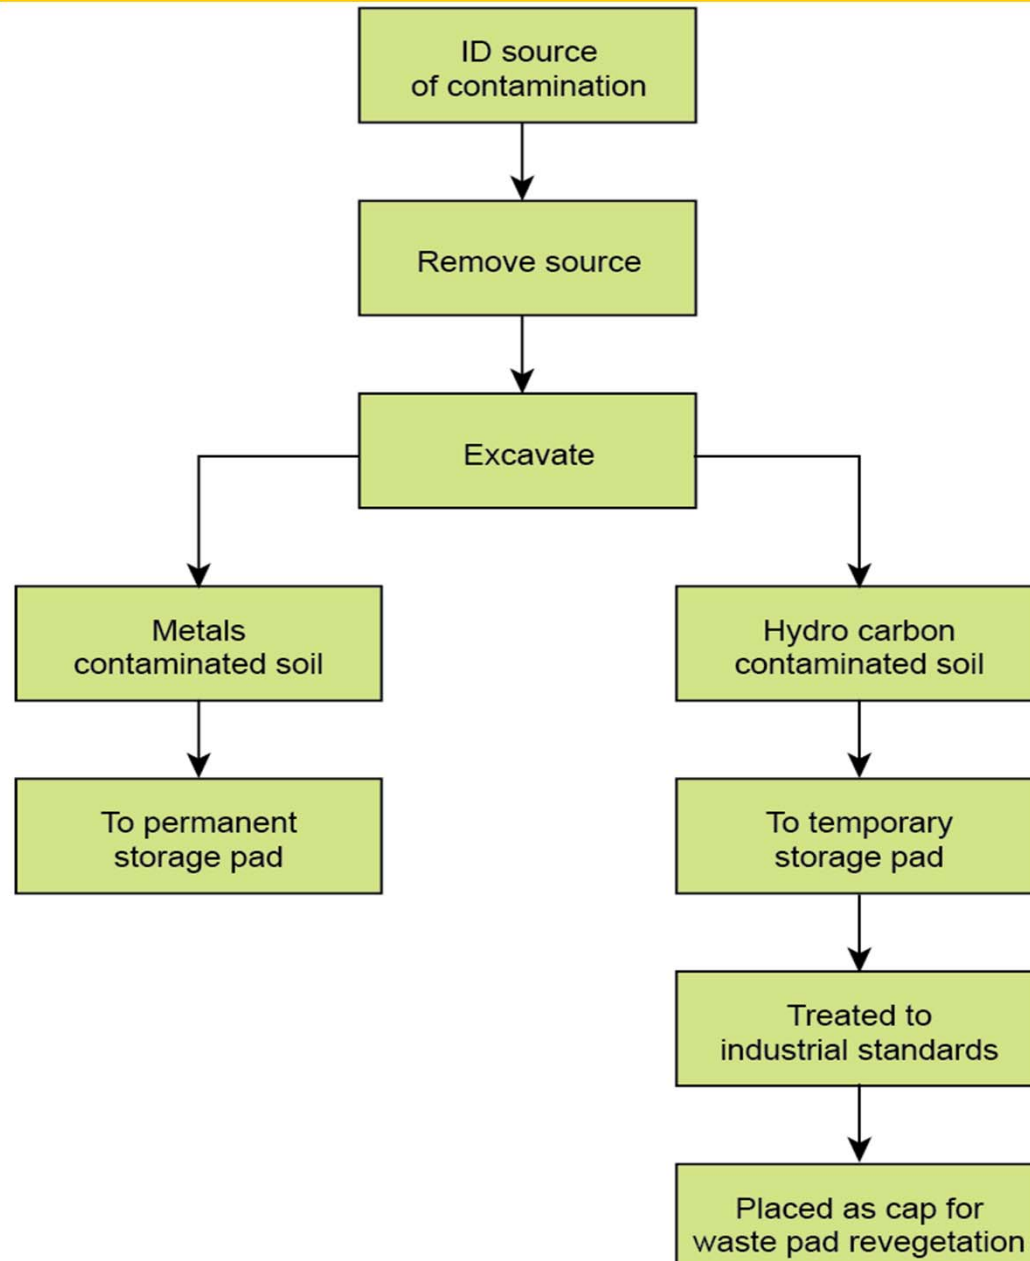 ID source
of contamination
Remove source
Excavate
Metals
contaminated soil
Hydro carbon
contaminated soil
To permanent
storage pad
To temporary
storage pad
Treated to
industrial standards
Placed as cap for
waste pad revegetation